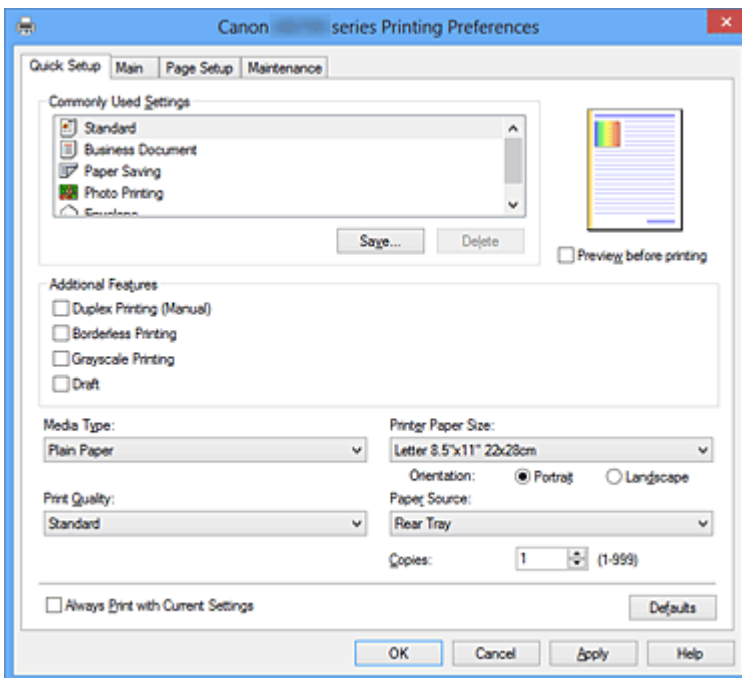 Canon series Printing Preferences
Quick Setup Main Page Setup Maintenance
Commonly Used Settings
Standard
Business Document
Paper Saving
Photo Printing
Envelope
Save... Delete
Preview before printing
Additional Features
Duplex Printing (Manual)
Borderless Printing
Grayscale Printing
Draft
Media Type:
Plain Paper
Printer Paper Size:
Letter 8.5"x11" 22x28cm
Orientation: Portrait Landscape
Print Quality:
Standard
Paper Source:
Rear Tray
Copies: 1 (1-999)
Always Print with Current Settings
Defaults
OK Cancel Apply Help